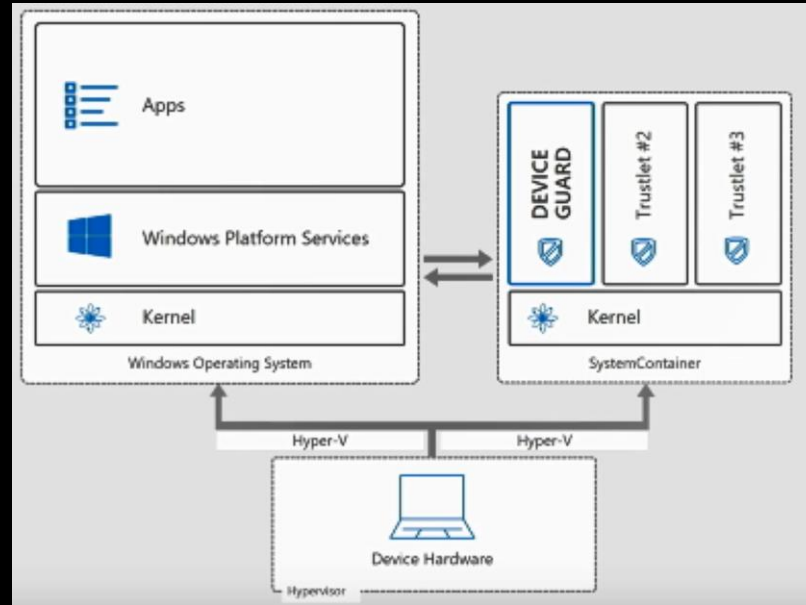 Apps
Windows Platform Services
Kernel
Windows Operating System
DEVICE
GUARD
Trustlet #2
Trustlet #3
Kernel
SystemContainer
Hyper-V
Hyper-V
Device Hardware
Hypervisor